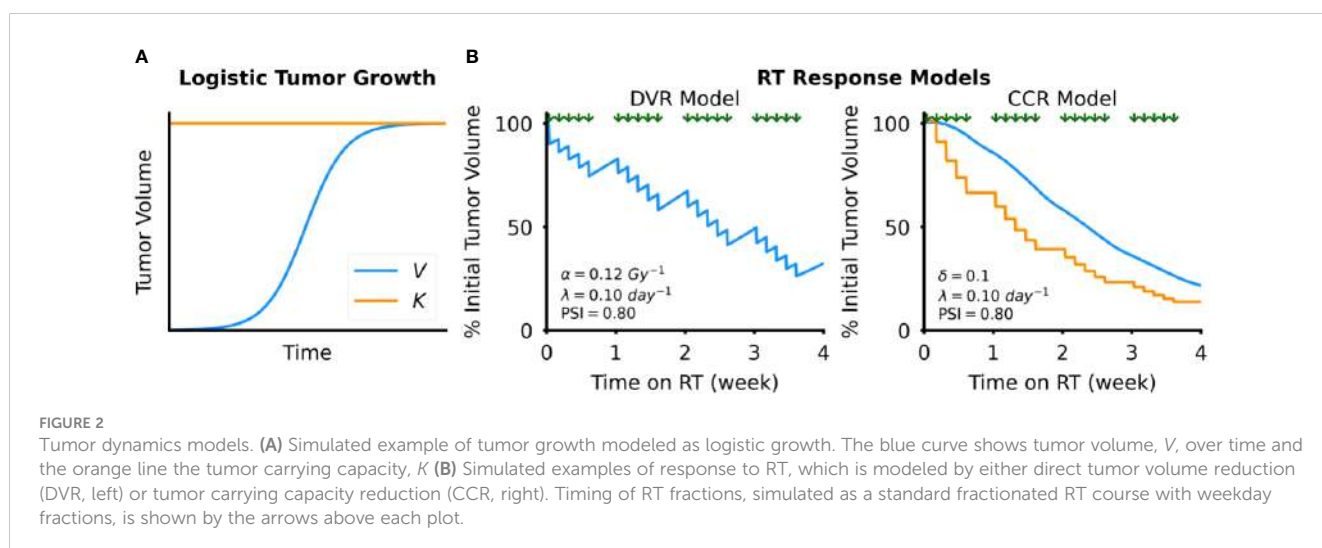 A
Logistic Tumor Growth
Tumor Volume
V
K
Time
B
RT Response Models
DVR Model
% Initial Tumor Volume
100
50
0
α = 0.12 Gy⁻¹
λ = 0.10 day⁻¹
PSI = 0.80
0 1 2 3 4
Time on RT (week)
CCR Model
% Initial Tumor Volume
100
50
0
δ = 0.1
λ = 0.10 day⁻¹
PSI = 0.80
0 1 2 3 4
Time on RT (week)
FIGURE 2
Tumor dynamics models. (A) Simulated example of tumor growth modeled as logistic growth. The blue curve shows tumor volume, V, over time and
the orange line the tumor carrying capacity, K (B) Simulated examples of response to RT, which is modeled by either direct tumor volume reduction
(DVR, left) or tumor carrying capacity reduction (CCR, right). Timing of RT fractions, simulated as a standard fractionated RT course with weekday
fractions, is shown by the arrows above each plot.